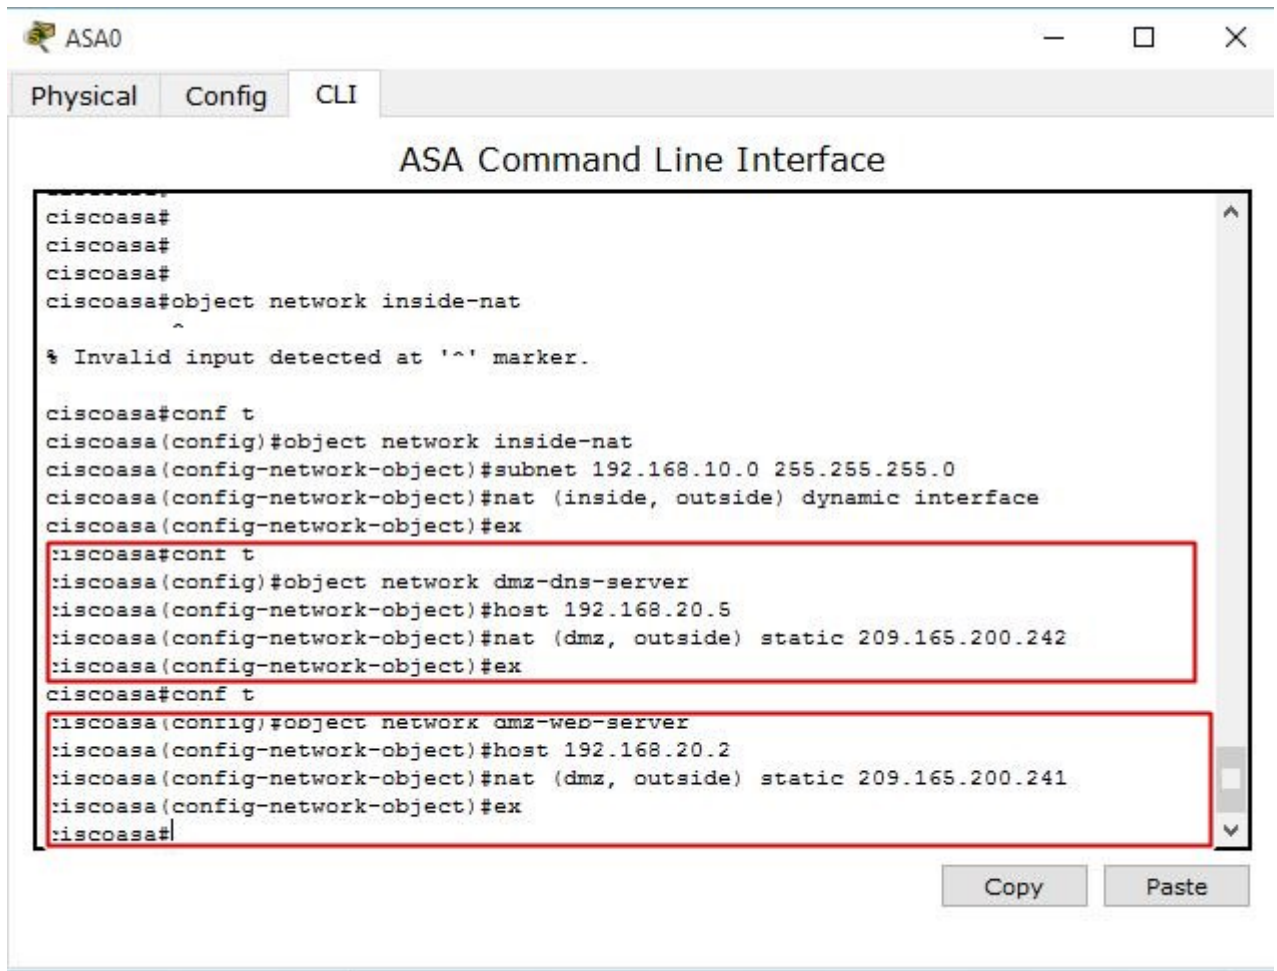 ASA0
Physical Config CLI
ASA Command Line Interface
ciscoasa#
ciscoasa#
ciscoasa#
ciscoasa#object network inside-nat
^
% Invalid input detected at '^' marker.
ciscoasa#conf t
ciscoasa(config)#object network inside-nat
ciscoasa(config-network-object)#subnet 192.168.10.0 255.255.255.0
ciscoasa(config-network-object)#nat (inside, outside) dynamic interface
ciscoasa(config-network-object)#ex
ciscoasa#conf t
ciscoasa(config)#object network dmz-dns-server
ciscoasa(config-network-object)#host 192.168.20.5
ciscoasa(config-network-object)#nat (dmz, outside) static 209.165.200.242
ciscoasa(config-network-object)#ex
ciscoasa#conf t
ciscoasa(config)#object network dmz-web-server
ciscoasa(config-network-object)#host 192.168.20.2
ciscoasa(config-network-object)#nat (dmz, outside) static 209.165.200.241
ciscoasa(config-network-object)#ex
ciscoasa#
Copy Paste